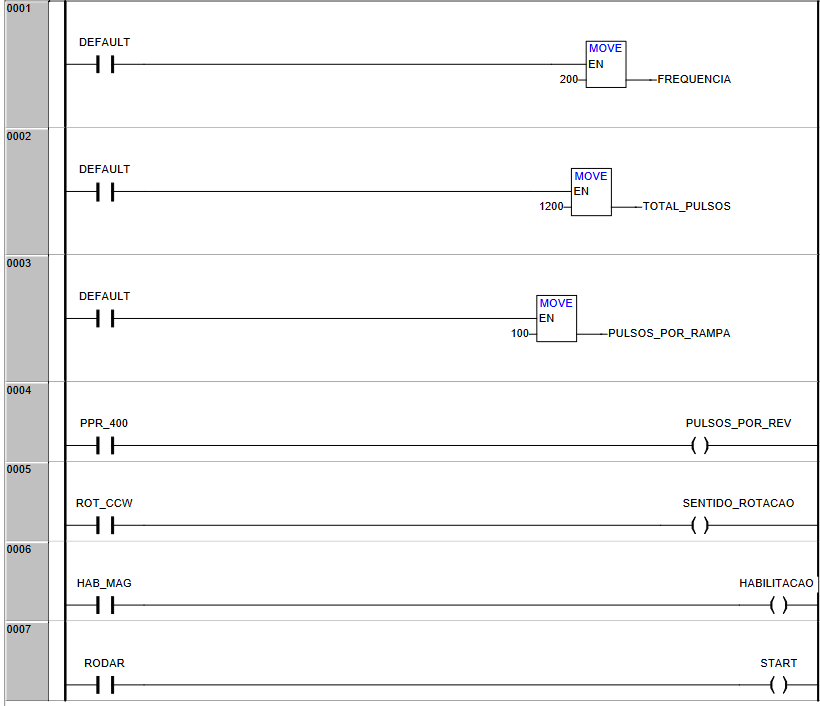 0001
DEFAULT
MOVE
EN
200
FREQUENCIA
0002
DEFAULT
MOVE
EN
1200
TOTAL_PULSOS
0003
DEFAULT
MOVE
EN
100
PULSOS_POR_RAMPA
0004
PPR_400
PULSOS_POR_REV
0005
ROT_CCW
SENTIDO_ROTACAO
0006
HAB_MAG
HABILITACAO
0007
RODAR
START